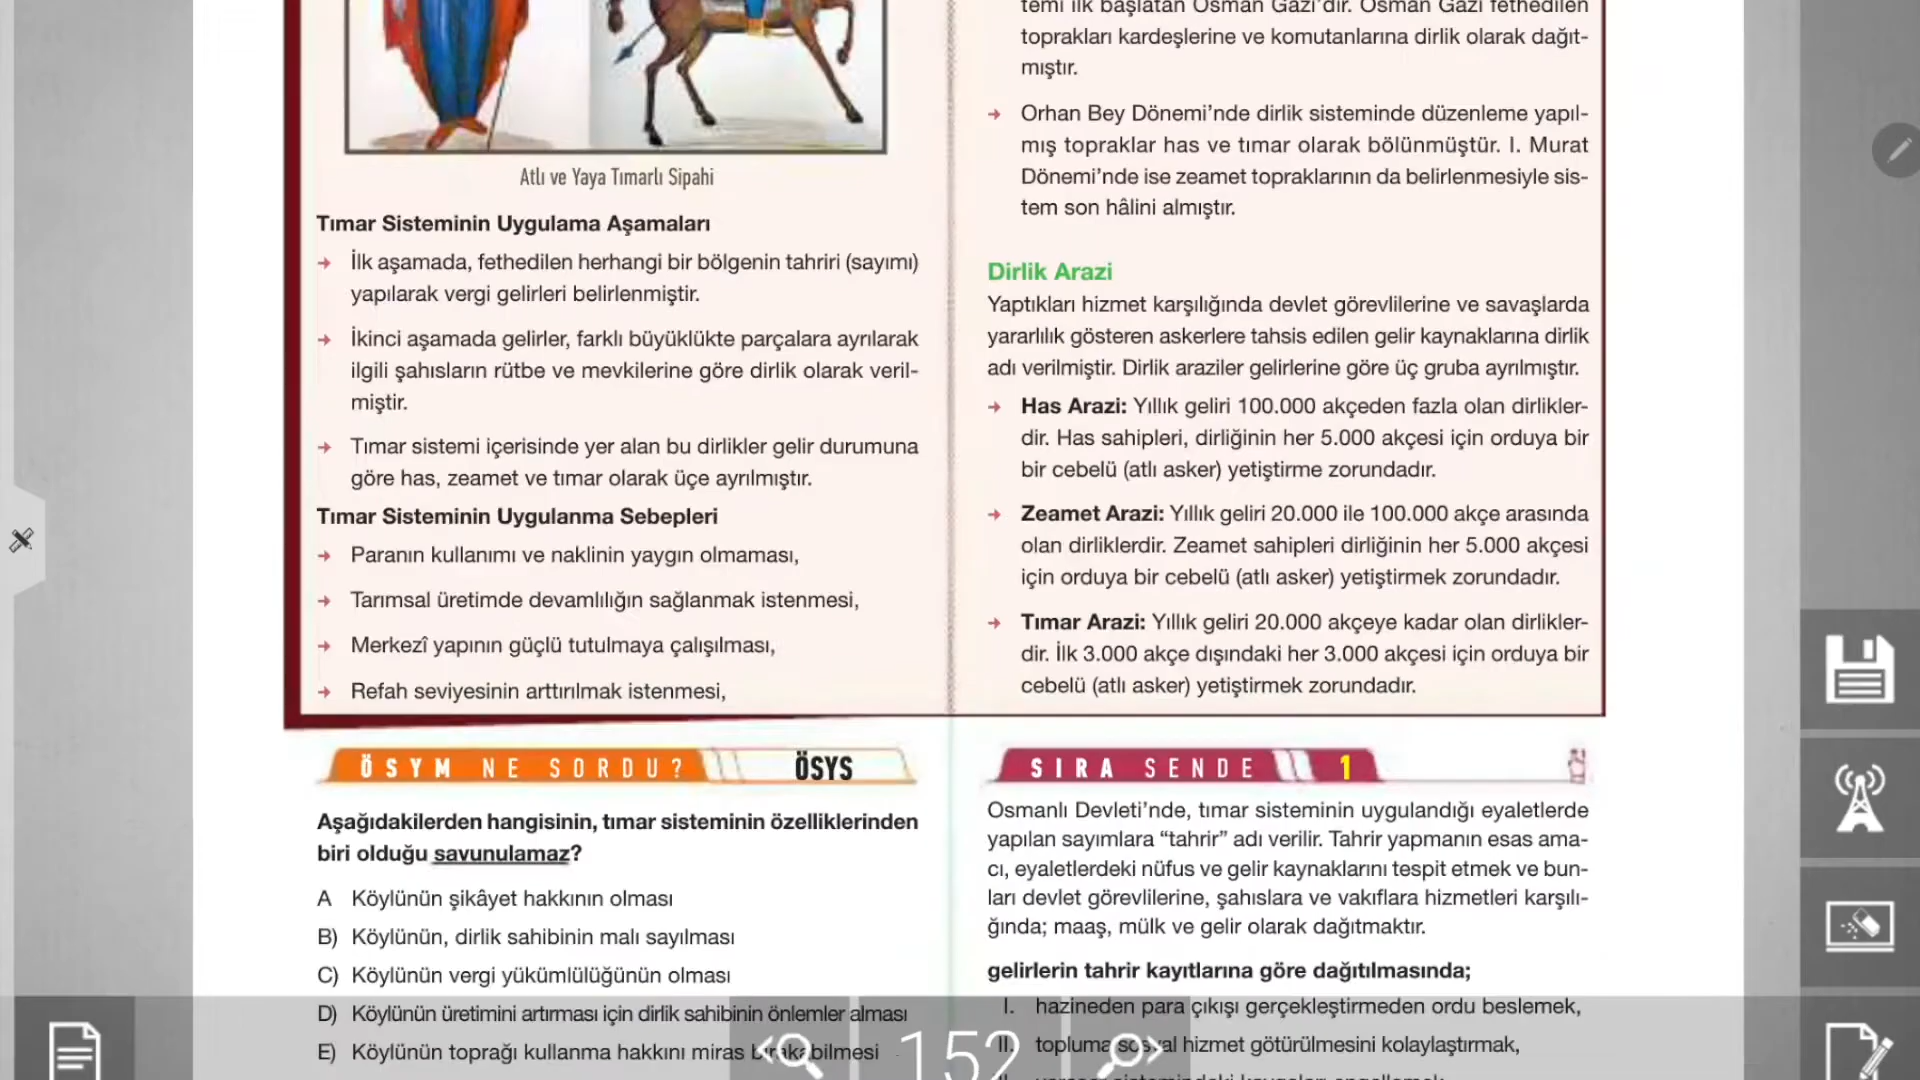 Atlı ve Yaya Tımarlı Sipahi
Tımar Sisteminin Uygulama Aşamaları
→ İlk aşamada, fethedilen herhangi bir bölgenin tahriri (sayımı)
yapılarak vergi gelirleri belirlenmiştir.
→ İkinci aşamada gelirler, farklı büyüklükte parçalara ayrılarak
ilgili şahısların rütbe ve mevkilerine göre dirlik olarak veril-
miştir.
→ Tımar sistemi içerisinde yer alan bu dirlikler gelir durumuna
göre has, zeamet ve tımar olarak üçe ayrılmıştır.
Tımar Sisteminin Uygulanma Sebepleri
→ Paranın kullanımı ve naklinin yaygın olmaması,
→ Tarımsal üretimde devamlılığın sağlanmak istenmesi,
→ Merkezî yapının güçlü tutulmaya çalışılması,
→ Refah seviyesinin arttırılmak istenmesi,
temi ilk başlatan Osman Gazi'dir. Osman Gazi fethedilen
toprakları kardeşlerine ve komutanlarına dirlik olarak dağıt-
mıştır.
→ Orhan Bey Dönemi'nde dirlik sisteminde düzenleme yapıl-
mış topraklar has ve tımar olarak bölünmüştür. I. Murat
Dönemi'nde ise zeamet topraklarının da belirlenmesiyle sis-
tem son hâlini almıştır.
Dirlik Arazi
Yaptıkları hizmet karşılığında devlet görevlilerine ve savaşlarda
yararlılık gösteren askerlere tahsis edilen gelir kaynaklarına dirlik
adı verilmiştir. Dirlik araziler gelirlerine göre üç gruba ayrılmıştır.
→ Has Arazi: Yıllık geliri 100.000 akçeden fazla olan dirlikler-
dir. Has sahipleri, dirliğinin her 5.000 akçesi için orduya bir
bir cebelü (atlı asker) yetiştirme zorundadır.
→ Zeamet Arazi: Yıllık geliri 20.000 ile 100.000 akçe arasında
olan dirliklerdir. Zeamet sahipleri dirliğinin her 5.000 akçesi
için orduya bir cebelü (atlı asker) yetiştirmek zorundadır.
→ Tımar Arazi: Yıllık geliri 20.000 akçeye kadar olan dirlikler-
dir. İlk 3.000 akçe dışındaki her 3.000 akçesi için orduya bir
cebelü (atlı asker) yetiştirmek zorundadır.
ÖSYM NE SORDU? ÖSYS
Aşağıdakilerden hangisinin, tımar sisteminin özelliklerinden
biri olduğu savunulamaz?
A Köylünün şikâyet hakkının olması
B) Köylünün, dirlik sahibinin malı sayılması
C) Köylünün vergi yükümlülüğünün olması
D) Köylünün üretimini artırması için dirlik sahibinin önlemler alması
E) Köylünün toprağı kullanma hakkını miras bırakabilmesi
SIRA SENDE 1
Osmanlı Devleti'nde, tımar sisteminin uygulandığı eyaletlerde
yapılan sayımlara “tahrir” adı verilir. Tahrir yapmanın esas ama-
cı, eyaletlerdeki nüfus ve gelir kaynaklarını tespit etmek ve bun-
ları devlet görevlilerine, şahıslara ve vakıflara hizmetleri karşılı-
ğında; maaş, mülk ve gelir olarak dağıtmaktır.
gelirlerin tahrir kayıtlarına göre dağıtılmasında;
I. hazineden para çıkışı gerçekleştirmeden ordu beslemek,
II. topluma sosyal hizmet götürülmesini kolaylaştırmak,
152